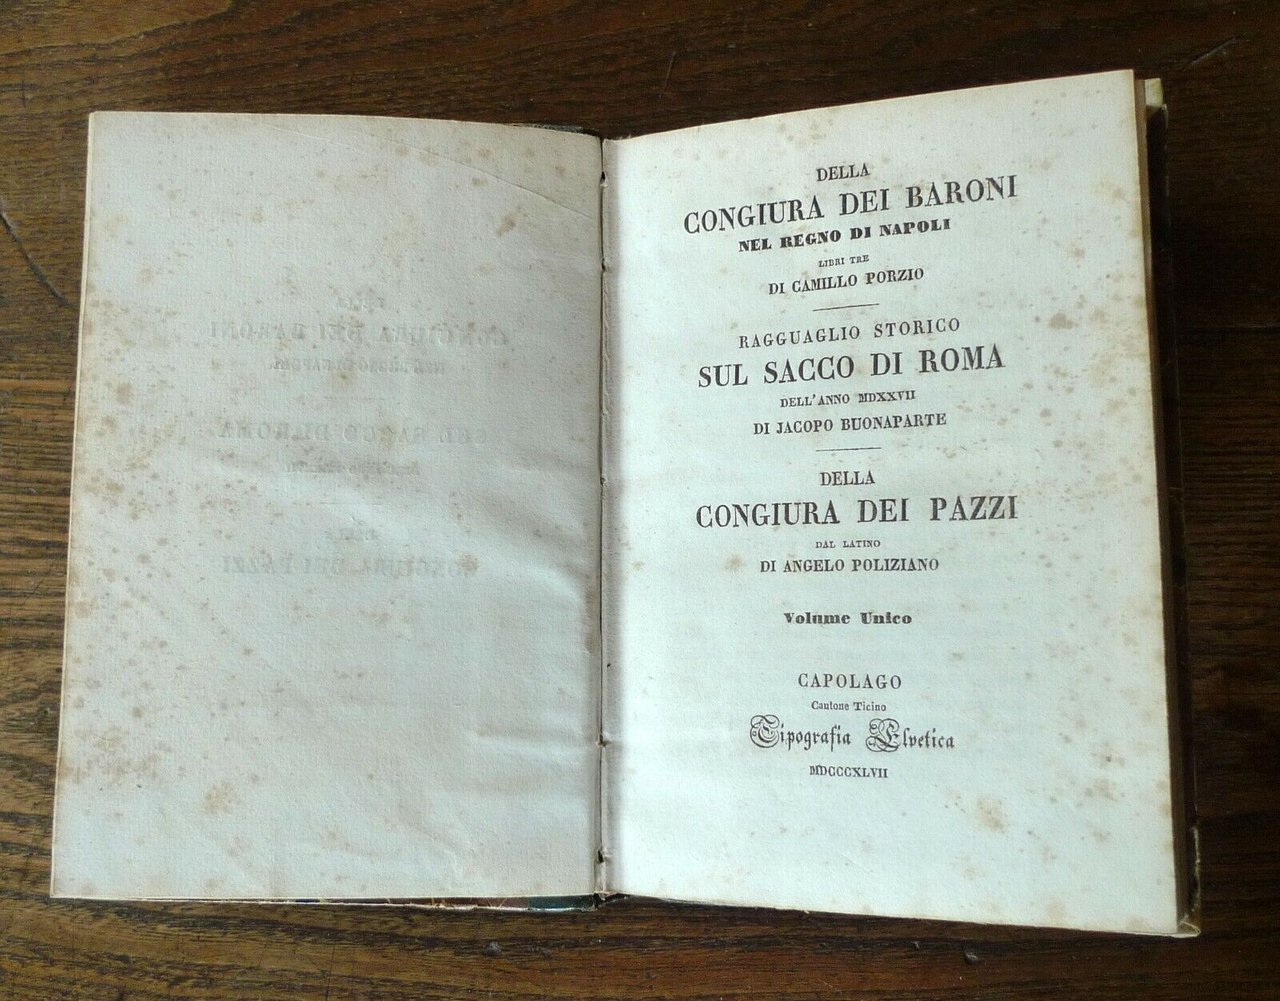 DELLA
CONGIURA DEI BARONI
NEL REGNO DI NAPOLI
LIBRI TRE
DI CAMILLO PORZIO
RAGGUAGLIO STORICO
SUL SACCO DI ROMA
DELL'ANNO MDXXVII
DI JACOPO BUONAPARTE
DELLA
CONGIURA DEI PAZZI
DAL LATINO
DI ANGELO POLIZIANO
Volume Unico
CAPOLAGO
Cantone Ticino
Tipografia Elvetica
MDCCCXLVII